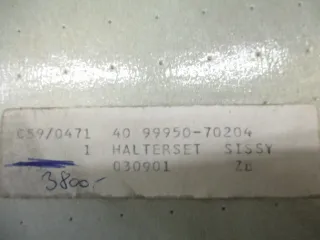 C59/0471 40 99950-70204
1 HALTERSET SISSY
030901 ZB
3800,-